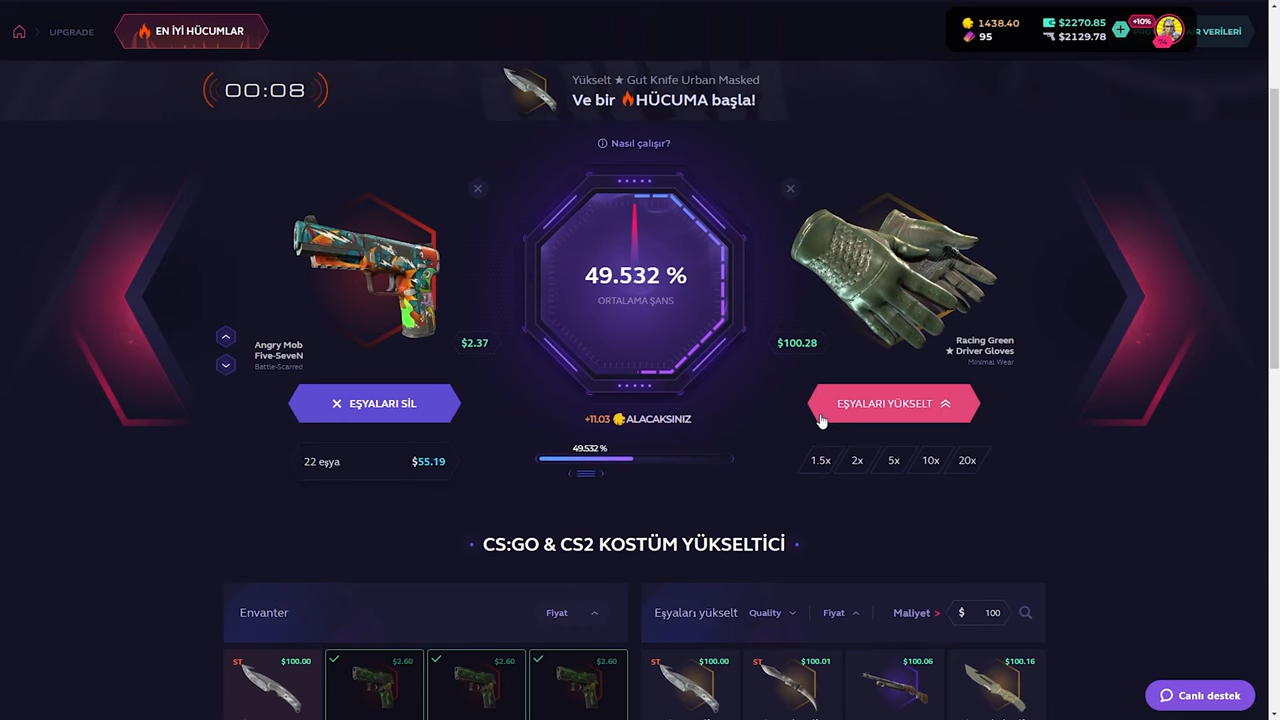 UPGRADE
EN İYİ HÜCUMLAR
1438.40
95
$2270.85
$2129.78
+10%
74
AIR VERİLERİ
00:08
Yükselt ★ Gut Knife Urban Masked
Ve bir HÜCUMA başla!
Nasıl çalışır?
49.532 %
ORTALAMA ŞANS
Angry Mob
Five-SeveN
Battle-Scarred
$2.37
$100.28
Racing Green
★ Driver Gloves
Minimal Wear
EŞYALARI SİL
+11.03 ALACAKSINIZ
EŞYALARI YÜKSELT
22 eşya
$55.19
49.532 %
1.5x
2x
5x
10x
20x
CS:GO & CS2 KOSTÜM YÜKSELTİCİ
Envanter
Fiyat
Eşyaları yükselt
Quality
Fiyat
Maliyet >
$ 100
ST $100.00
$2.60
$2.60
$2.60
ST $100.00
ST $100.01
$100.06
$100.16
Canlı destek